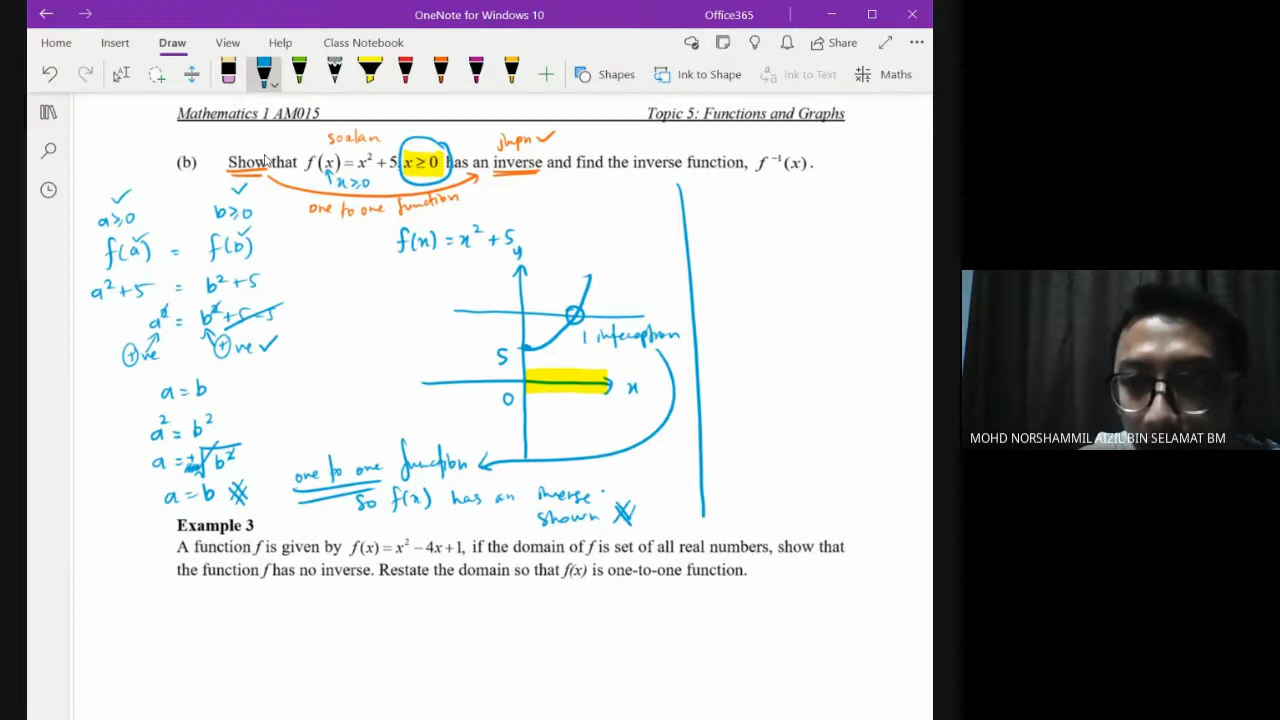 OneNote for Windows 10
Office365
Home Insert Draw View Help Class Notebook
Share
Shapes Ink to Shape Ink to Text Maths
Mathematics 1 AM015 Topic 5: Functions and Graphs
soalan jmpn ✓
(b) Show that f(x) = x² + 5, x ≥ 0 has an inverse and find the inverse function, f⁻¹(x).
x ≥ 0
one to one function
✓ ✓
a ≥ 0 b ≥ 0
f(a) = f(b)
f(x) = x² + 5
y
a² + 5 = b² + 5
a² = b² + 5 - 5
+ve +ve ✓
1 interception
5
0
x
a = b
a² = b²
a = ±√b²
a = b
one to one function
so f(x) has an inverse.
shown
Example 3
A function f is given by f(x) = x² − 4x + 1, if the domain of f is set of all real numbers, show that
the function f has no inverse. Restate the domain so that f(x) is one-to-one function.
MOHD NORSHAMMIL AIZIL BIN SELAMAT BM